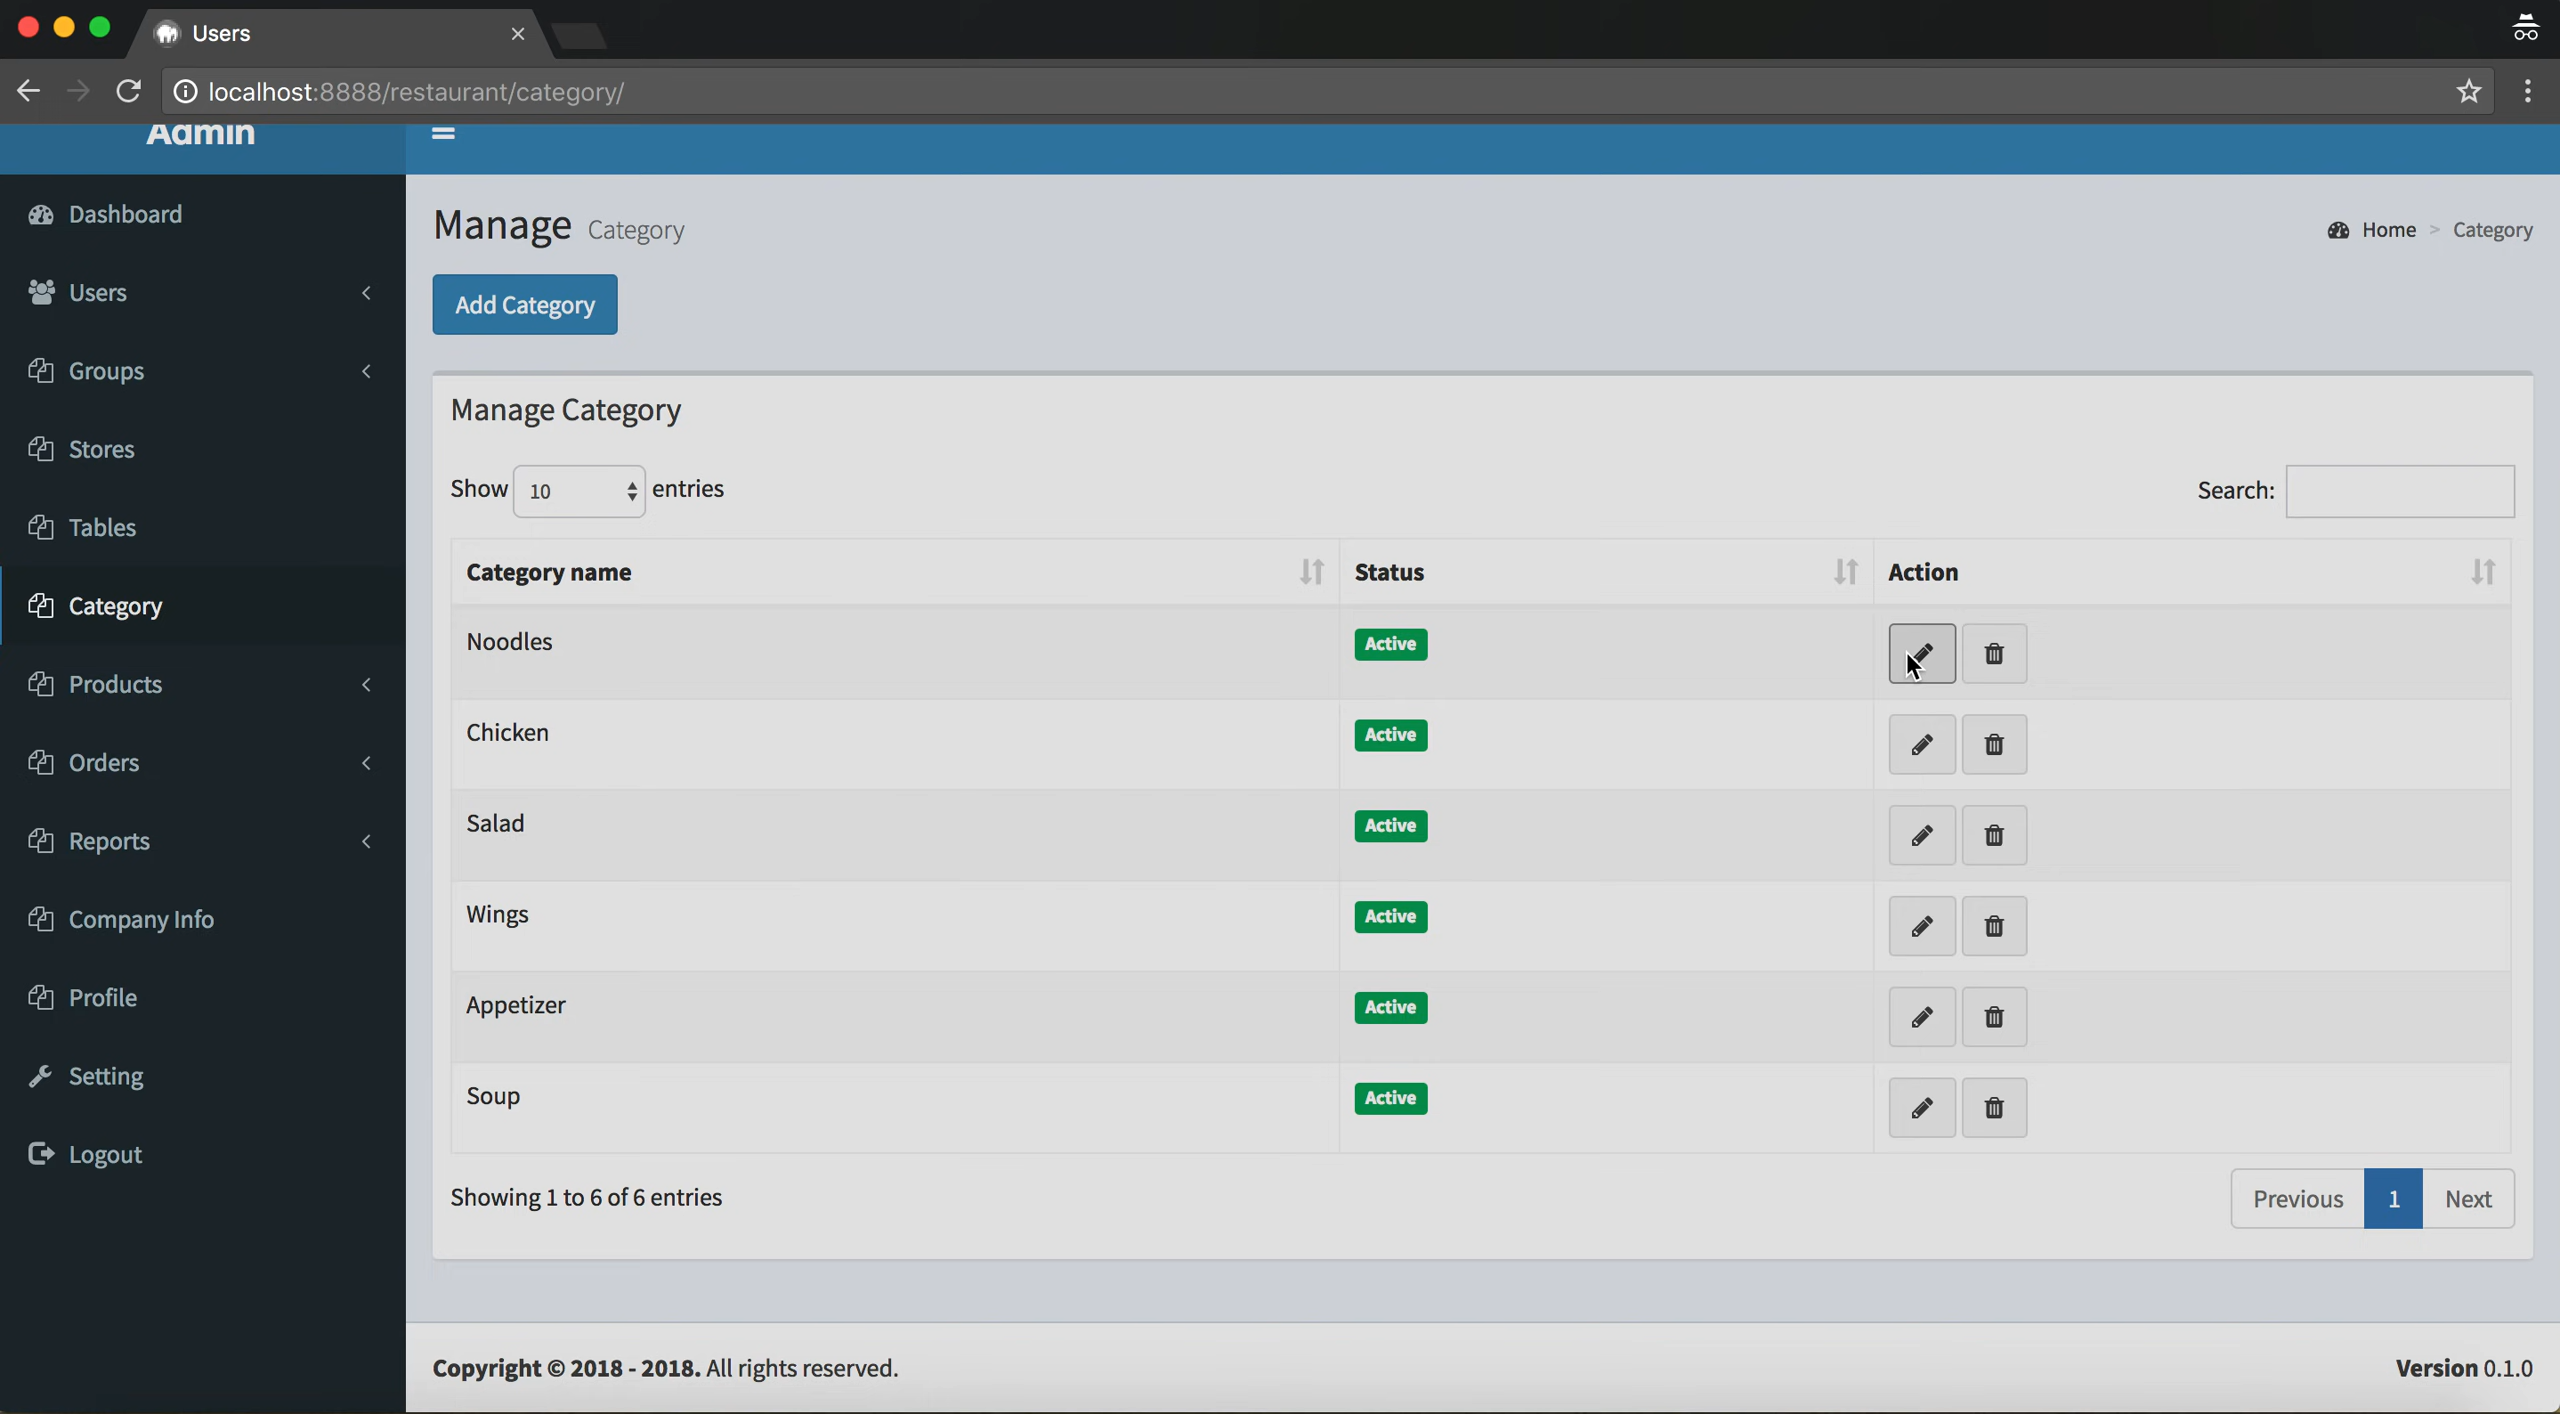 Users
localhost:8888/restaurant/category/
Admin
Dashboard
Users
Groups
Stores
Tables
Category
Products
Orders
Reports
Company Info
Profile
Setting
Logout
Manage Category
Home > Category
Add Category
Manage Category
Show 10 entries
Search:
Category name Status Action
Noodles Active
Chicken Active
Salad Active
Wings Active
Appetizer Active
Soup Active
Showing 1 to 6 of 6 entries
Previous 1 Next
Copyright © 2018 - 2018. All rights reserved.
Version 0.1.0